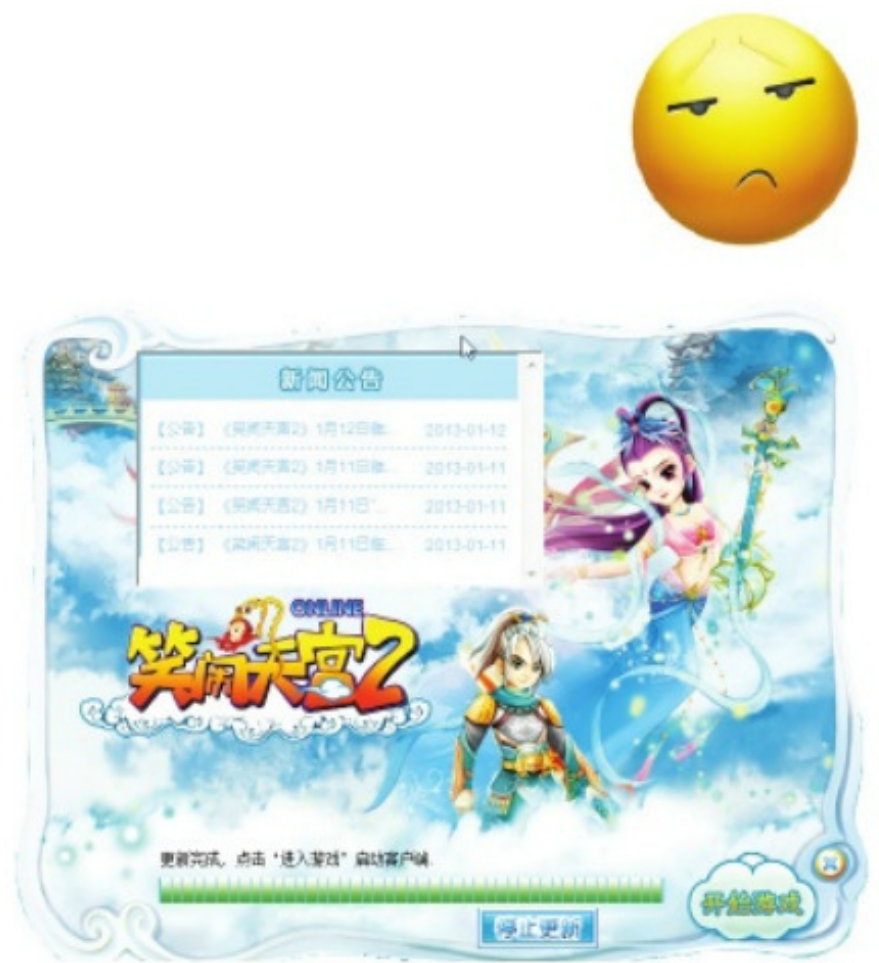 新闻公告
【公告】 《笑闹天宫2》1月12日临... 2013-01-12
【公告】 《笑闹天宫2》1月11日临... 2013-01-11
【公告】 《笑闹天宫2》1月11日"... 2013-01-11
【公告】 《笑闹天宫2》1月11日临... 2013-01-11
ONLINE
笑闹天宫2
更新完成，点击“进入游戏”启动客户端.
开始游戏
停止更新